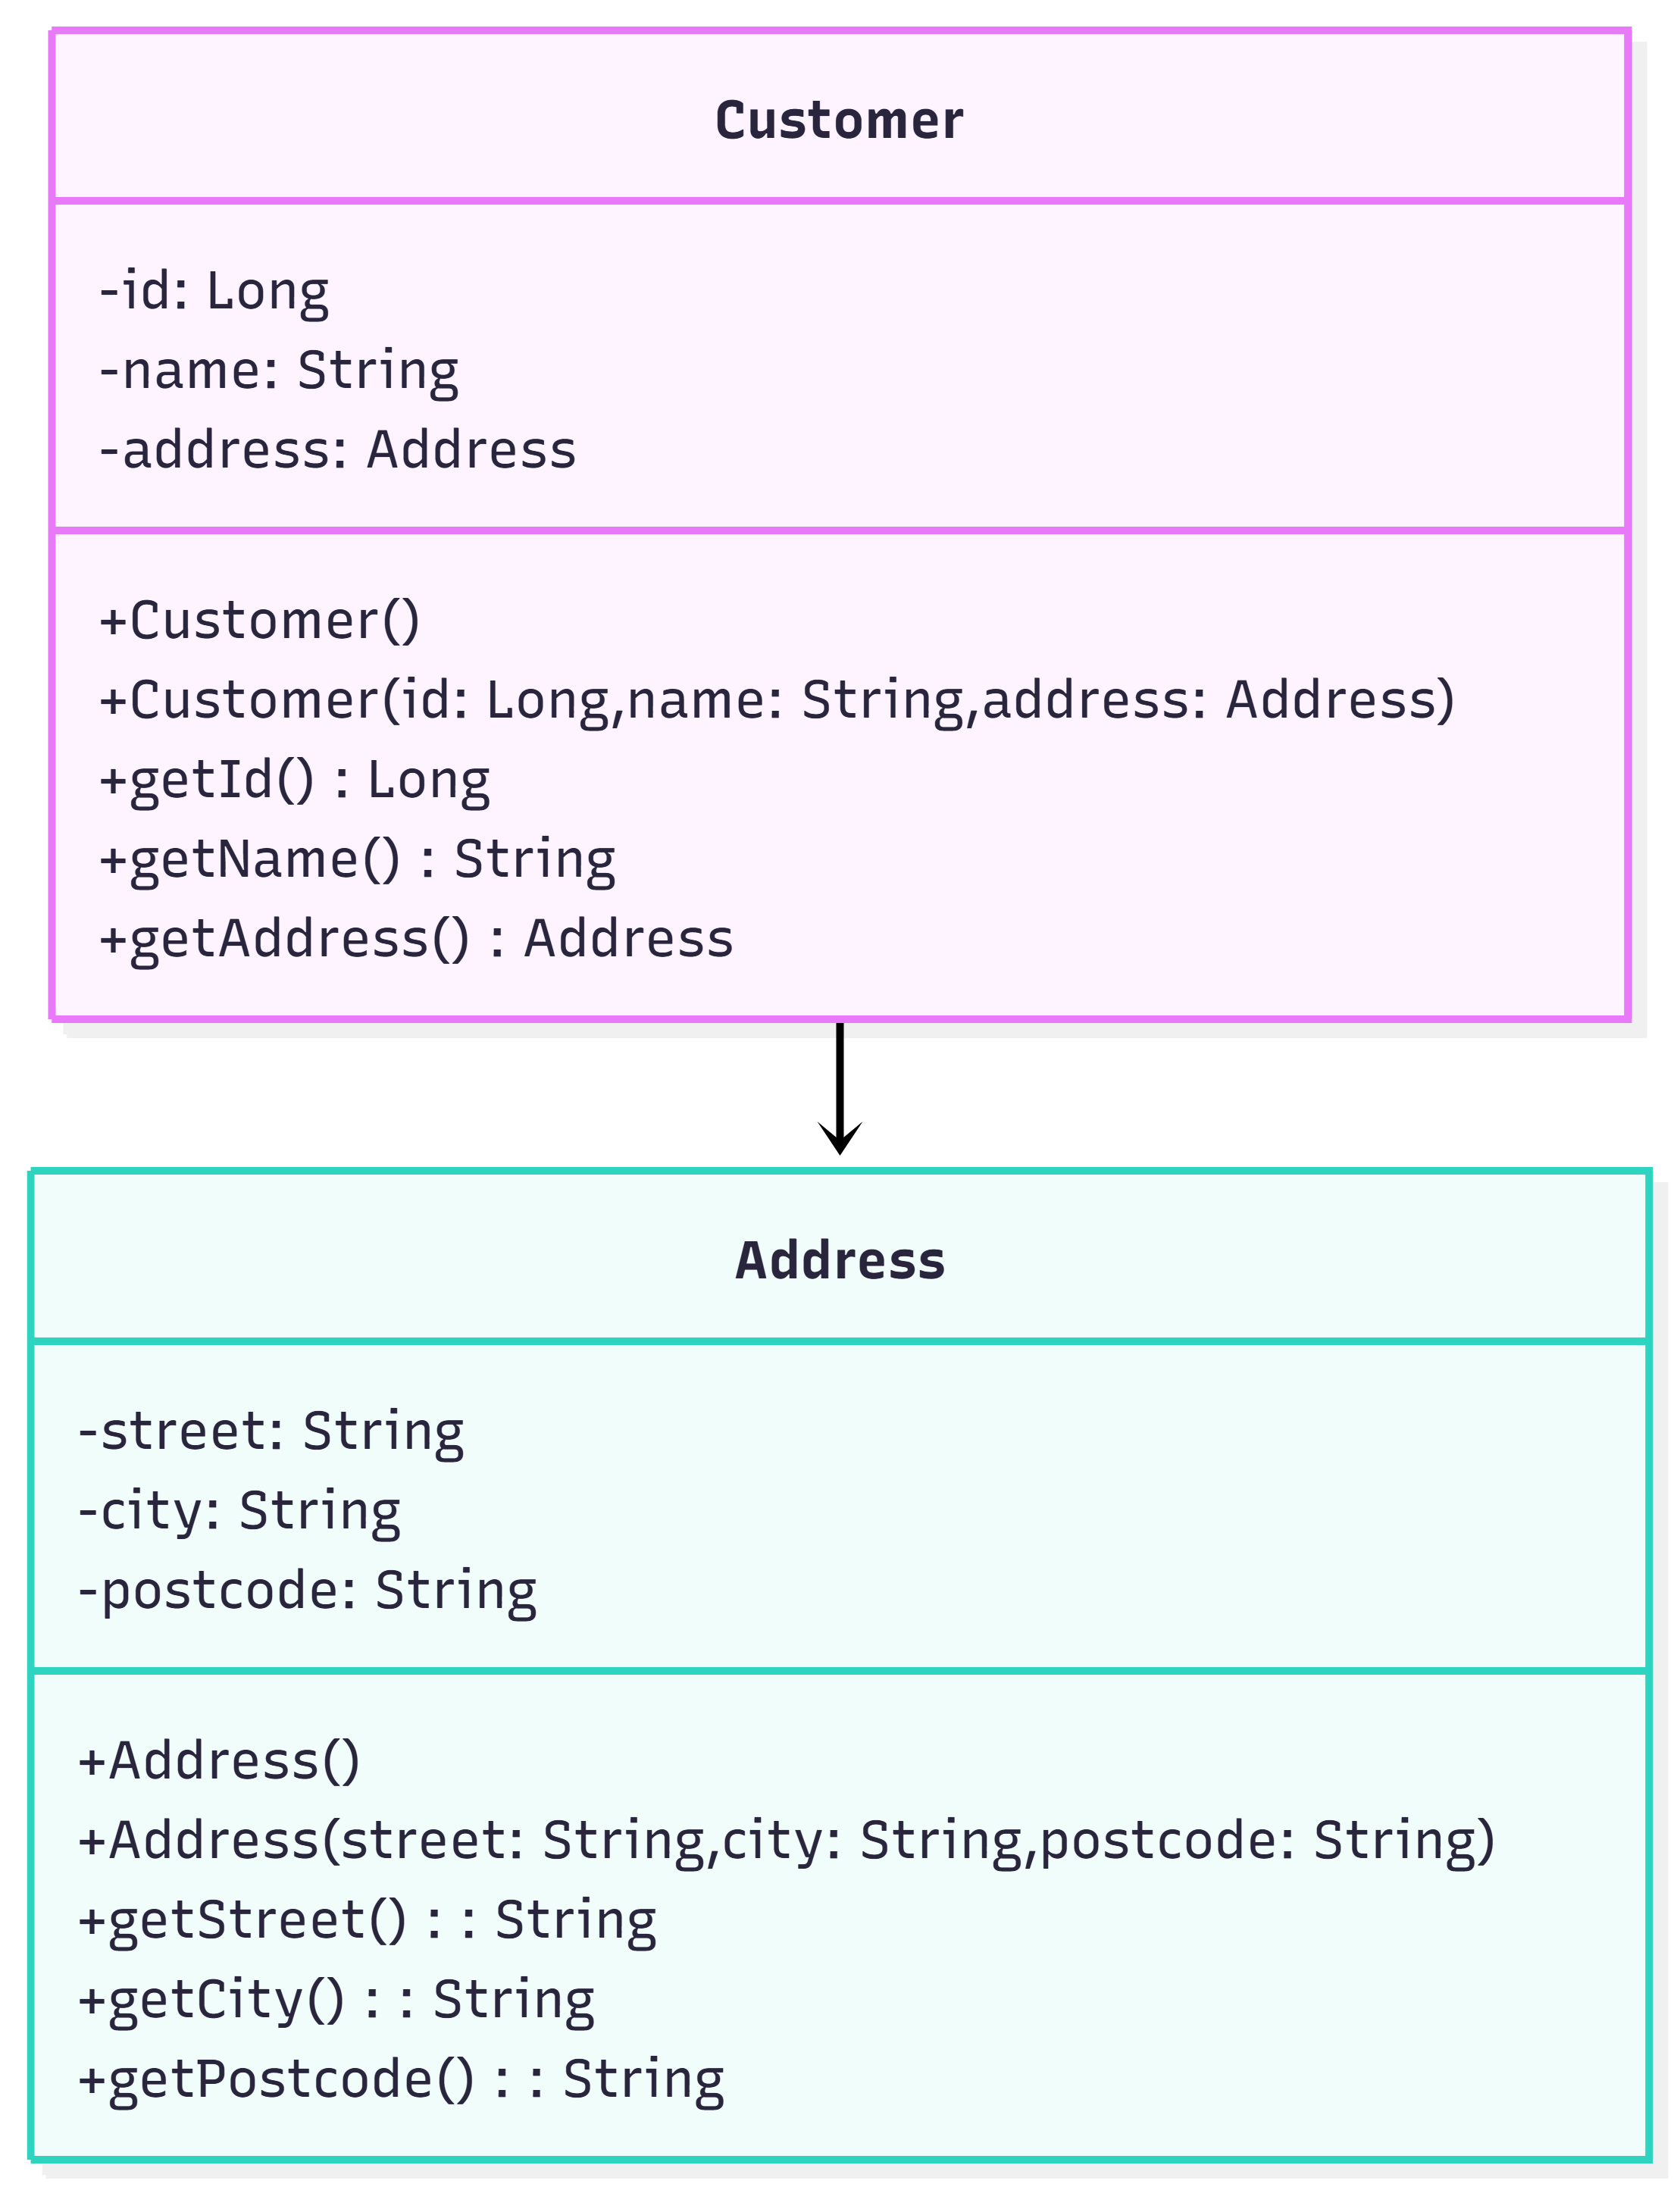 Customer
-id: Long
-name: String
-address: Address
+Customer()
+Customer(id: Long,name: String,address: Address)
+getId() : Long
+getName() : String
+getAddress() : Address
Address
-street: String
-city: String
-postcode: String
+Address()
+Address(street: String,city: String,postcode: String)
+getStreet() : : String
+getCity() : : String
+getPostcode() : : String